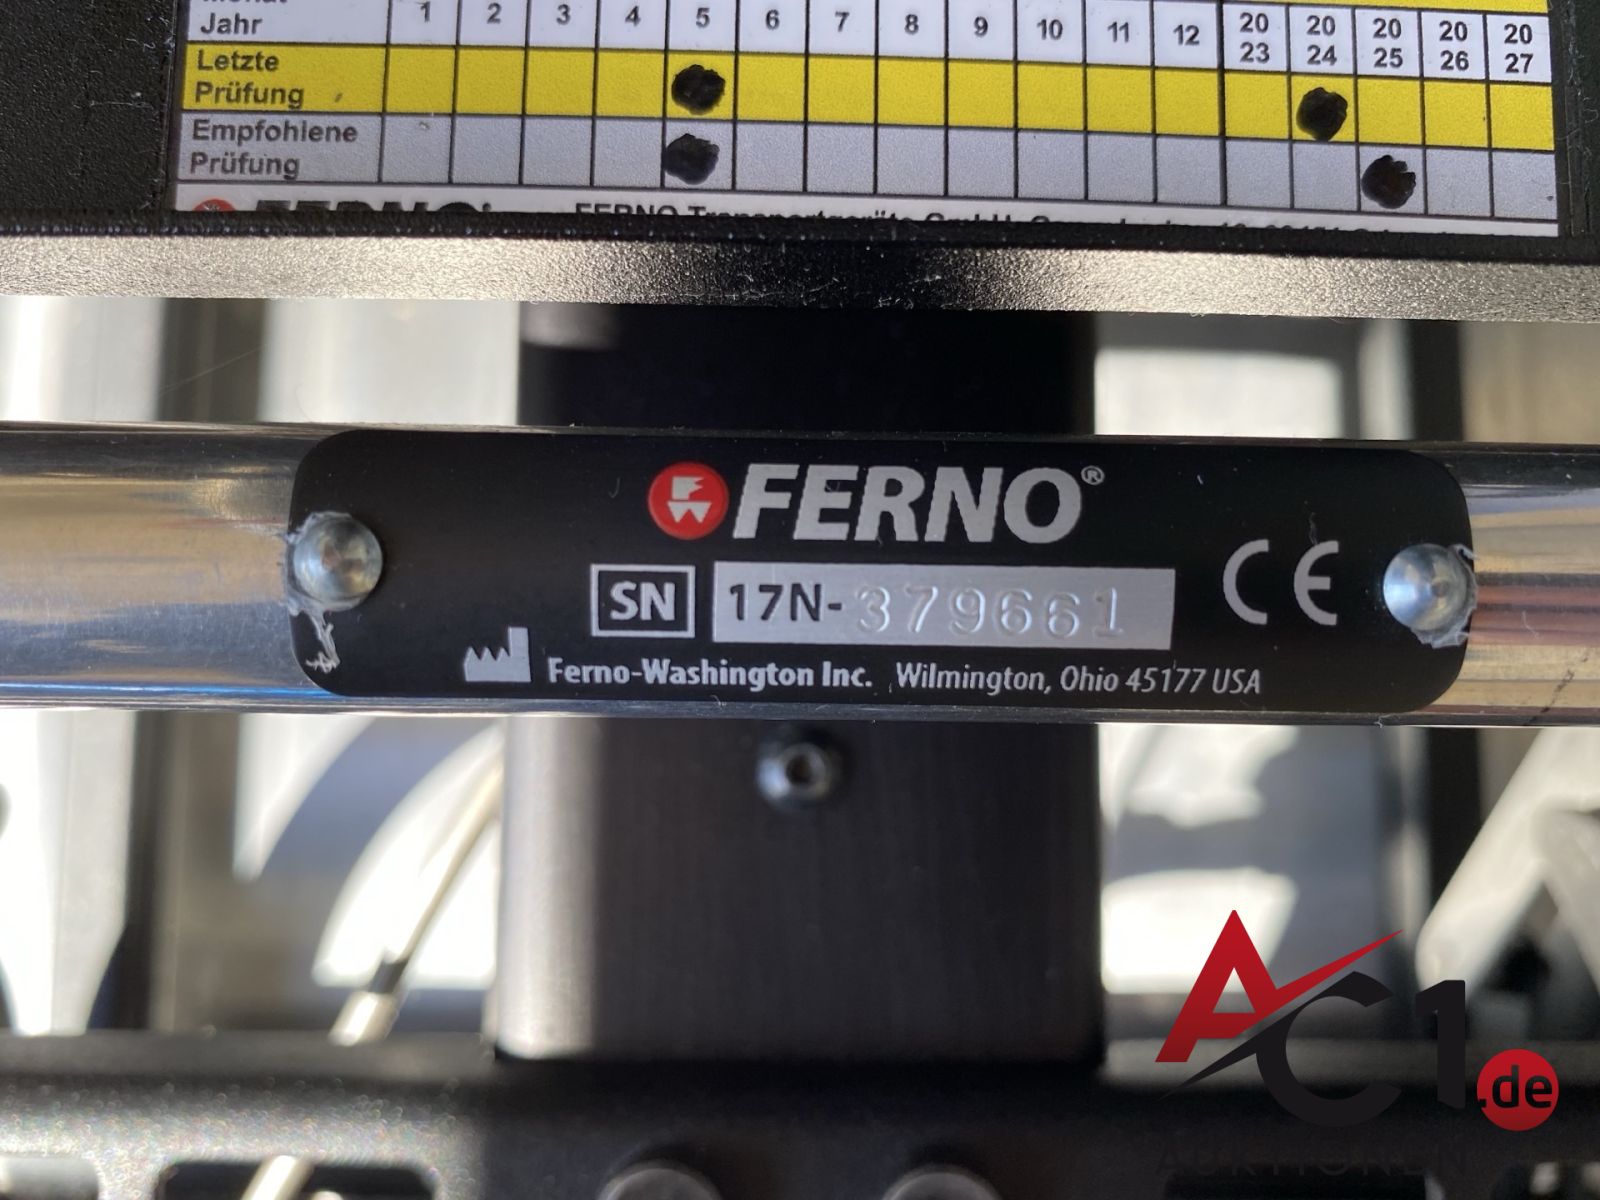 Jahr 1 2 3 4 5 6 7 8 9 10 11 12 20 23 20 24 20 25 20 26 20 27
Letzte
Prüfung
Empfohlene
Prüfung
FERNO®
SN 17N-379661
CE
Ferno-Washington Inc. Wilmington, Ohio 45177 USA
AC1.de
AUKTIONEN